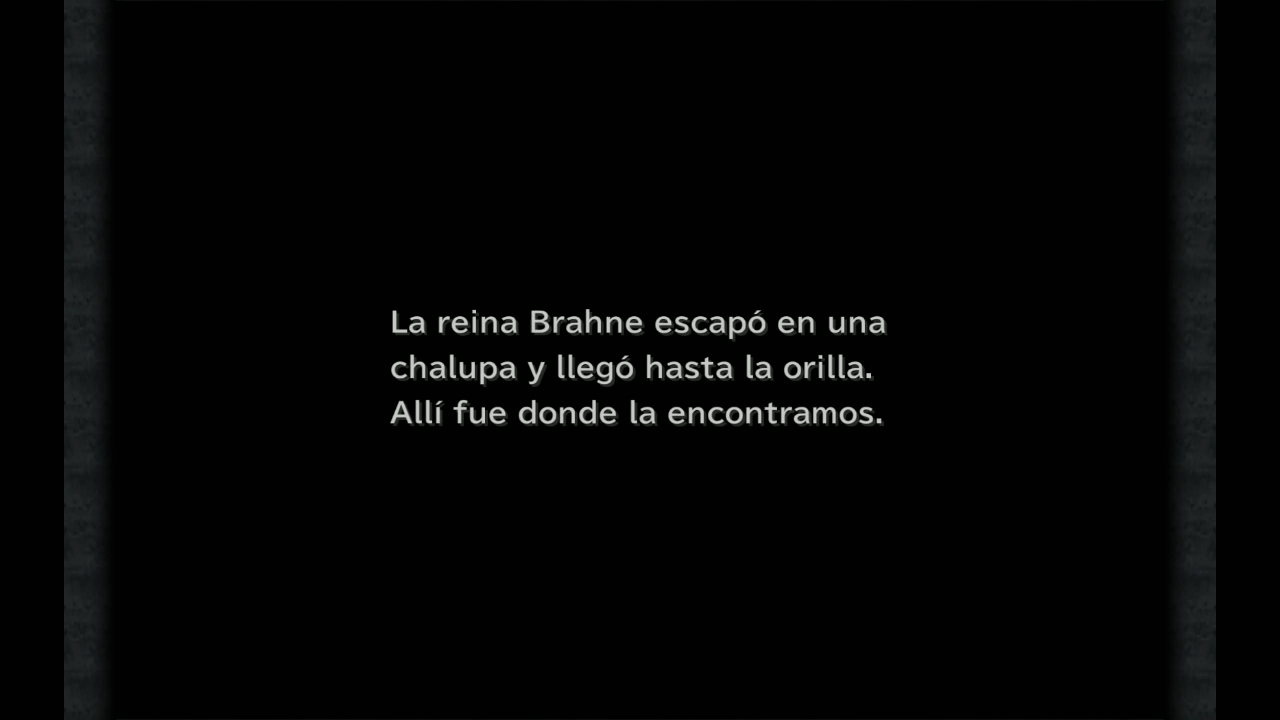 La reina Brahne escapó en una
chalupa y llegó hasta la orilla.
Allí fue donde la encontramos.